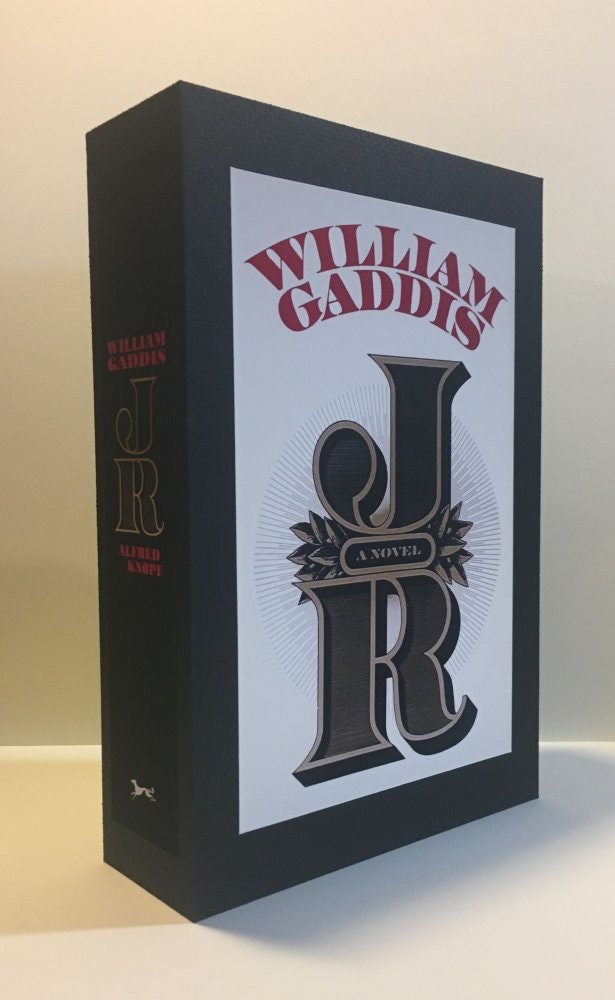 WILLIAM
GADDIS
J
R
ALFRED
KNOPF
WILLIAM
GADDIS
J
A NOVEL
R